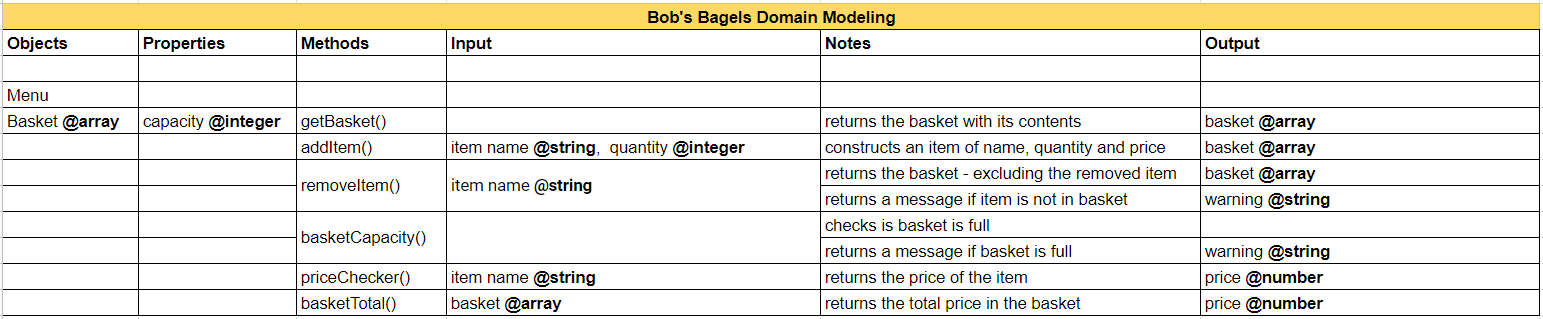 Bob's Bagels Domain Modeling
Objects Properties Methods Input Notes Output
Menu
Basket @array capacity @integer getBasket() returns the basket with its contents basket @array
addItem() item name @string, quantity @integer constructs an item of name, quantity and price basket @array
removeItem() item name @string returns the basket - excluding the removed item basket @array
returns a message if item is not in basket warning @string
basketCapacity() checks is basket is full
returns a message if basket is full warning @string
priceChecker() item name @string returns the price of the item price @number
basketTotal() basket @array returns the total price in the basket price @number